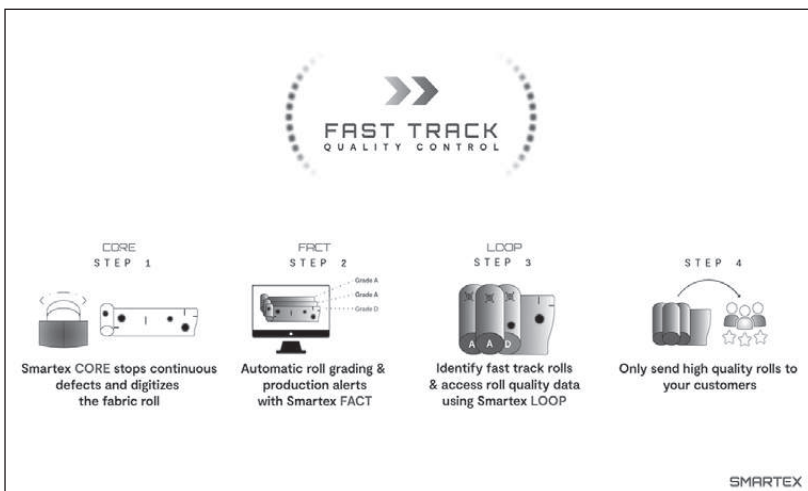 FAST TRACK
QUALITY CONTROL
CORE
STEP 1
Smartex CORE stops continuous
defects and digitizes
the fabric roll
FACT
STEP 2
Grade A
Grade A
Grade D
Automatic roll grading &
production alerts
with Smartex FACT
LOOP
STEP 3
A A D
Identify fast track rolls
& access roll quality data
using Smartex LOOP
STEP 4
Only send high quality rolls to
your customers
SMARTEX